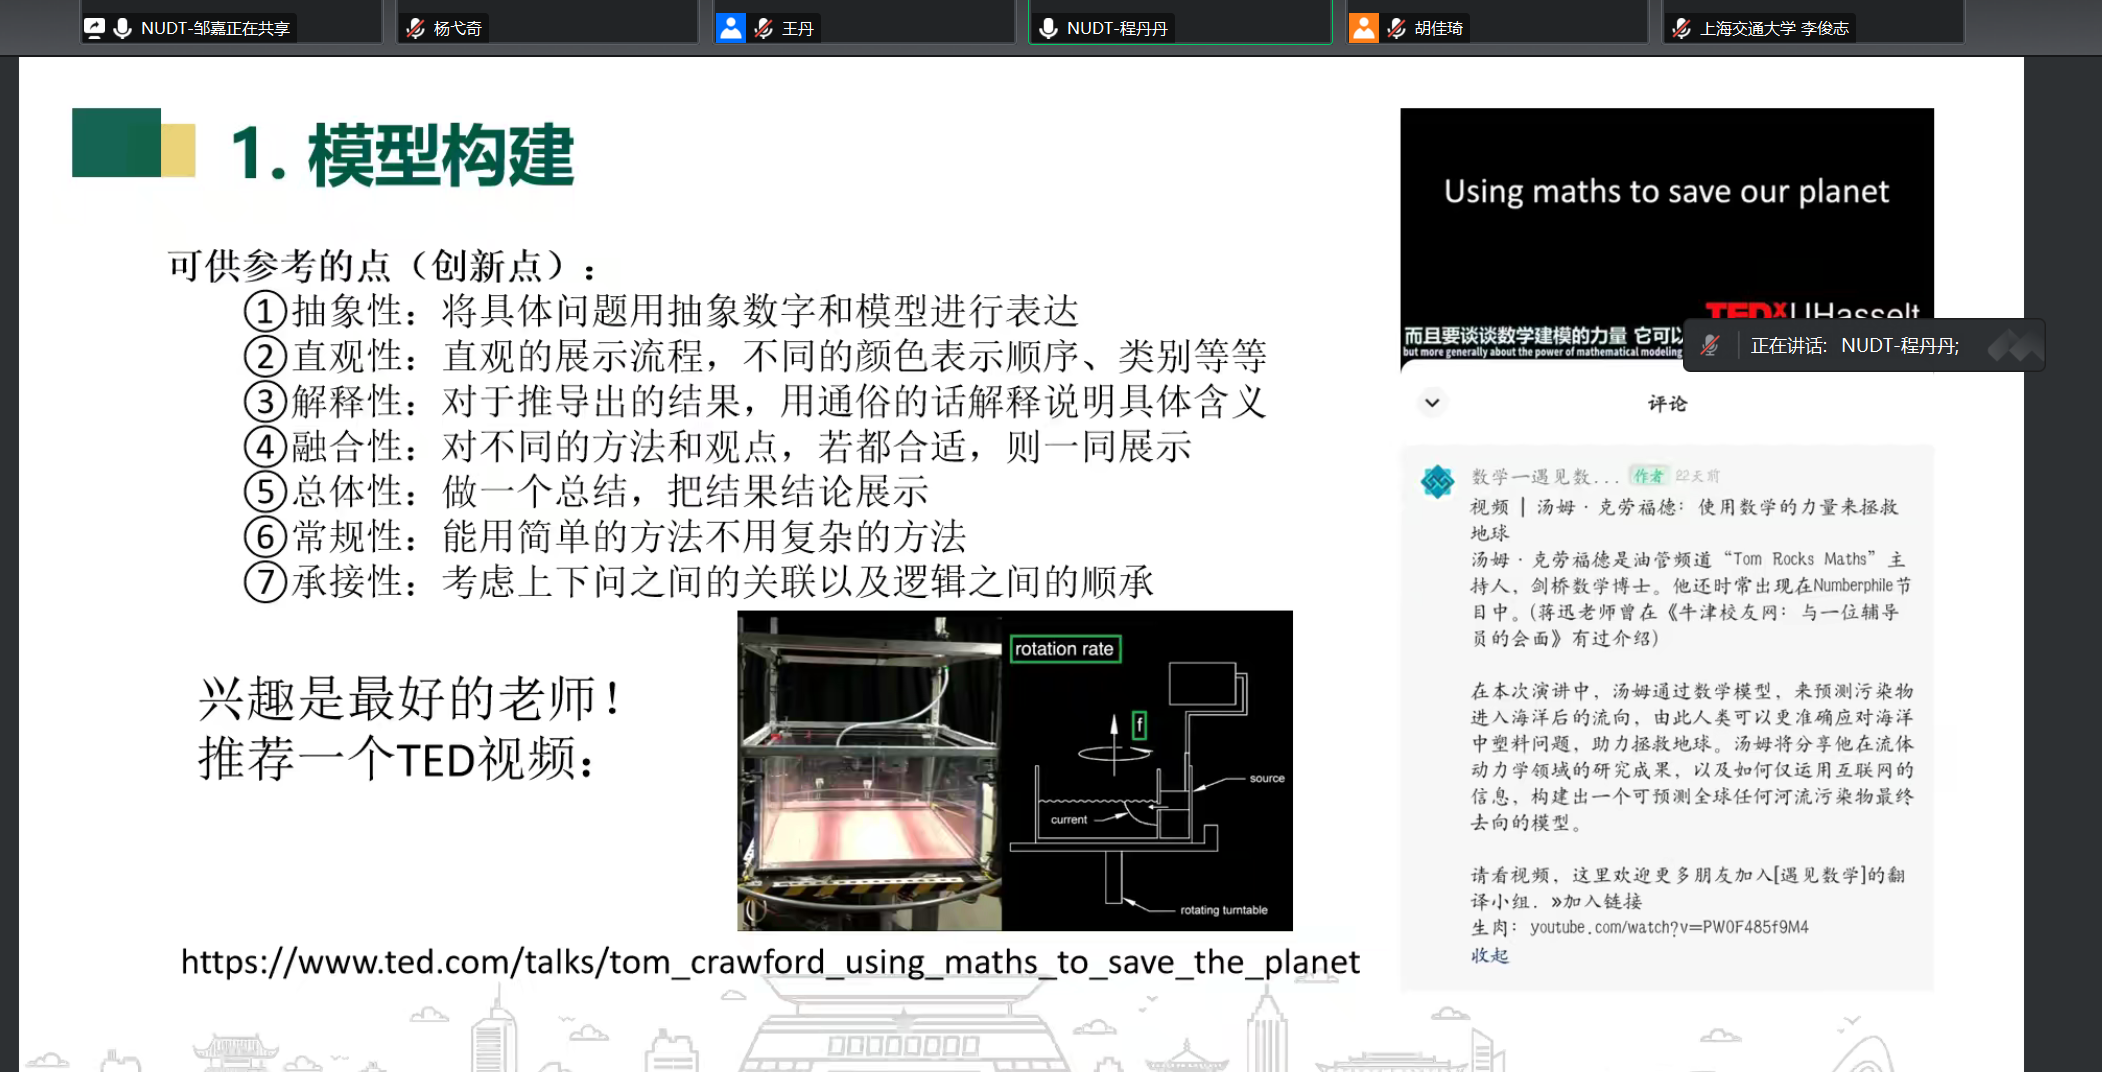 NUDT-邹嘉正在共享
杨弋奇
王丹
NUDT-程丹丹
胡佳琦
上海交通大学 李俊志
1. 模型构建
可供参考的点（创新点）:
①抽象性：将具体问题用抽象数字和模型进行表达
②直观性：直观的展示流程，不同的颜色表示顺序、类别等等
③解释性：对于推导出的结果，用通俗的话解释说明具体含义
④融合性：对不同的方法和观点，若都合适，则一同展示
⑤总体性：做一个总结，把结果结论展示
⑥常规性：能用简单的方法不用复杂的方法
⑦承接性：考虑上下问之间的关联以及逻辑之间的顺承
兴趣是最好的老师！
推荐一个TED视频：
rotation rate
f
source
current
rotating turntable
https://www.ted.com/talks/tom_crawford_using_maths_to_save_the_planet
Using maths to save our planet
TEDxUHasselt
而且要谈谈数学建模的力量 它可以
but more generally about the power of mathematical modeling
正在讲话: NUDT-程丹丹;
评论
数学一遇见数... 作者 22天前
视频 | 汤姆·克劳福德：使用数学的力量来拯救
地球
汤姆·克劳福德是油管频道“Tom Rocks Maths”主
持人，剑桥数学博士。他还时常出现在Numberphile节
目中。(蒋迅老师曾在《牛津校友网：与一位辅导
员的会面》有过介绍)
在本次演讲中，汤姆通过数学模型，来预测污染物
进入海洋后的流向，由此人类可以更准确应对海洋
中塑料问题，助力拯救地球。汤姆将分享他在流体
动力学领域的研究成果，以及如何仅运用互联网的
信息，构建出一个可预测全球任何河流污染物最终
去向的模型。
请看视频，这里欢迎更多朋友加入[遇见数学]的翻
译小组．»加入链接
生肉：youtube.com/watch?v=PW0F485f9M4
收起